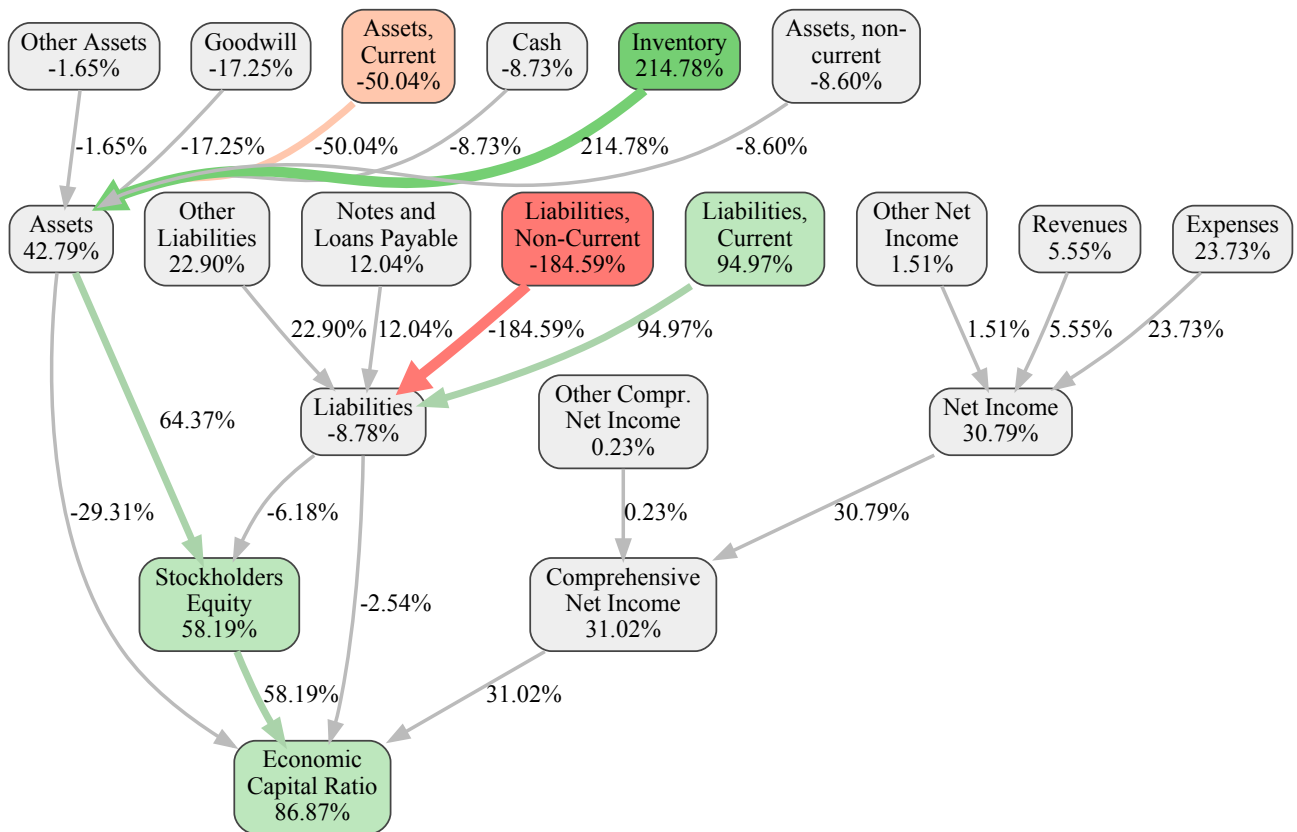 Other Assets
-1.65%
Goodwill
-17.25%
Assets,
Current
-50.04%
Cash
-8.73%
Inventory
214.78%
Assets, non-
current
-8.60%
-1.65%
-17.25%
-50.04%
-8.73%
214.78%
-8.60%
Assets
42.79%
Other
Liabilities
22.90%
Notes and
Loans Payable
12.04%
Liabilities,
Non-Current
-184.59%
Liabilities,
Current
94.97%
Other Net
Income
1.51%
Revenues
5.55%
Expenses
23.73%
22.90%
12.04%
-184.59%
94.97%
1.51%
5.55%
23.73%
64.37%
Liabilities
-8.78%
Other Compr.
Net Income
0.23%
Net Income
30.79%
-29.31%
-6.18%
0.23%
30.79%
Stockholders
Equity
58.19%
-2.54%
Comprehensive
Net Income
31.02%
58.19%
31.02%
Economic
Capital Ratio
86.87%